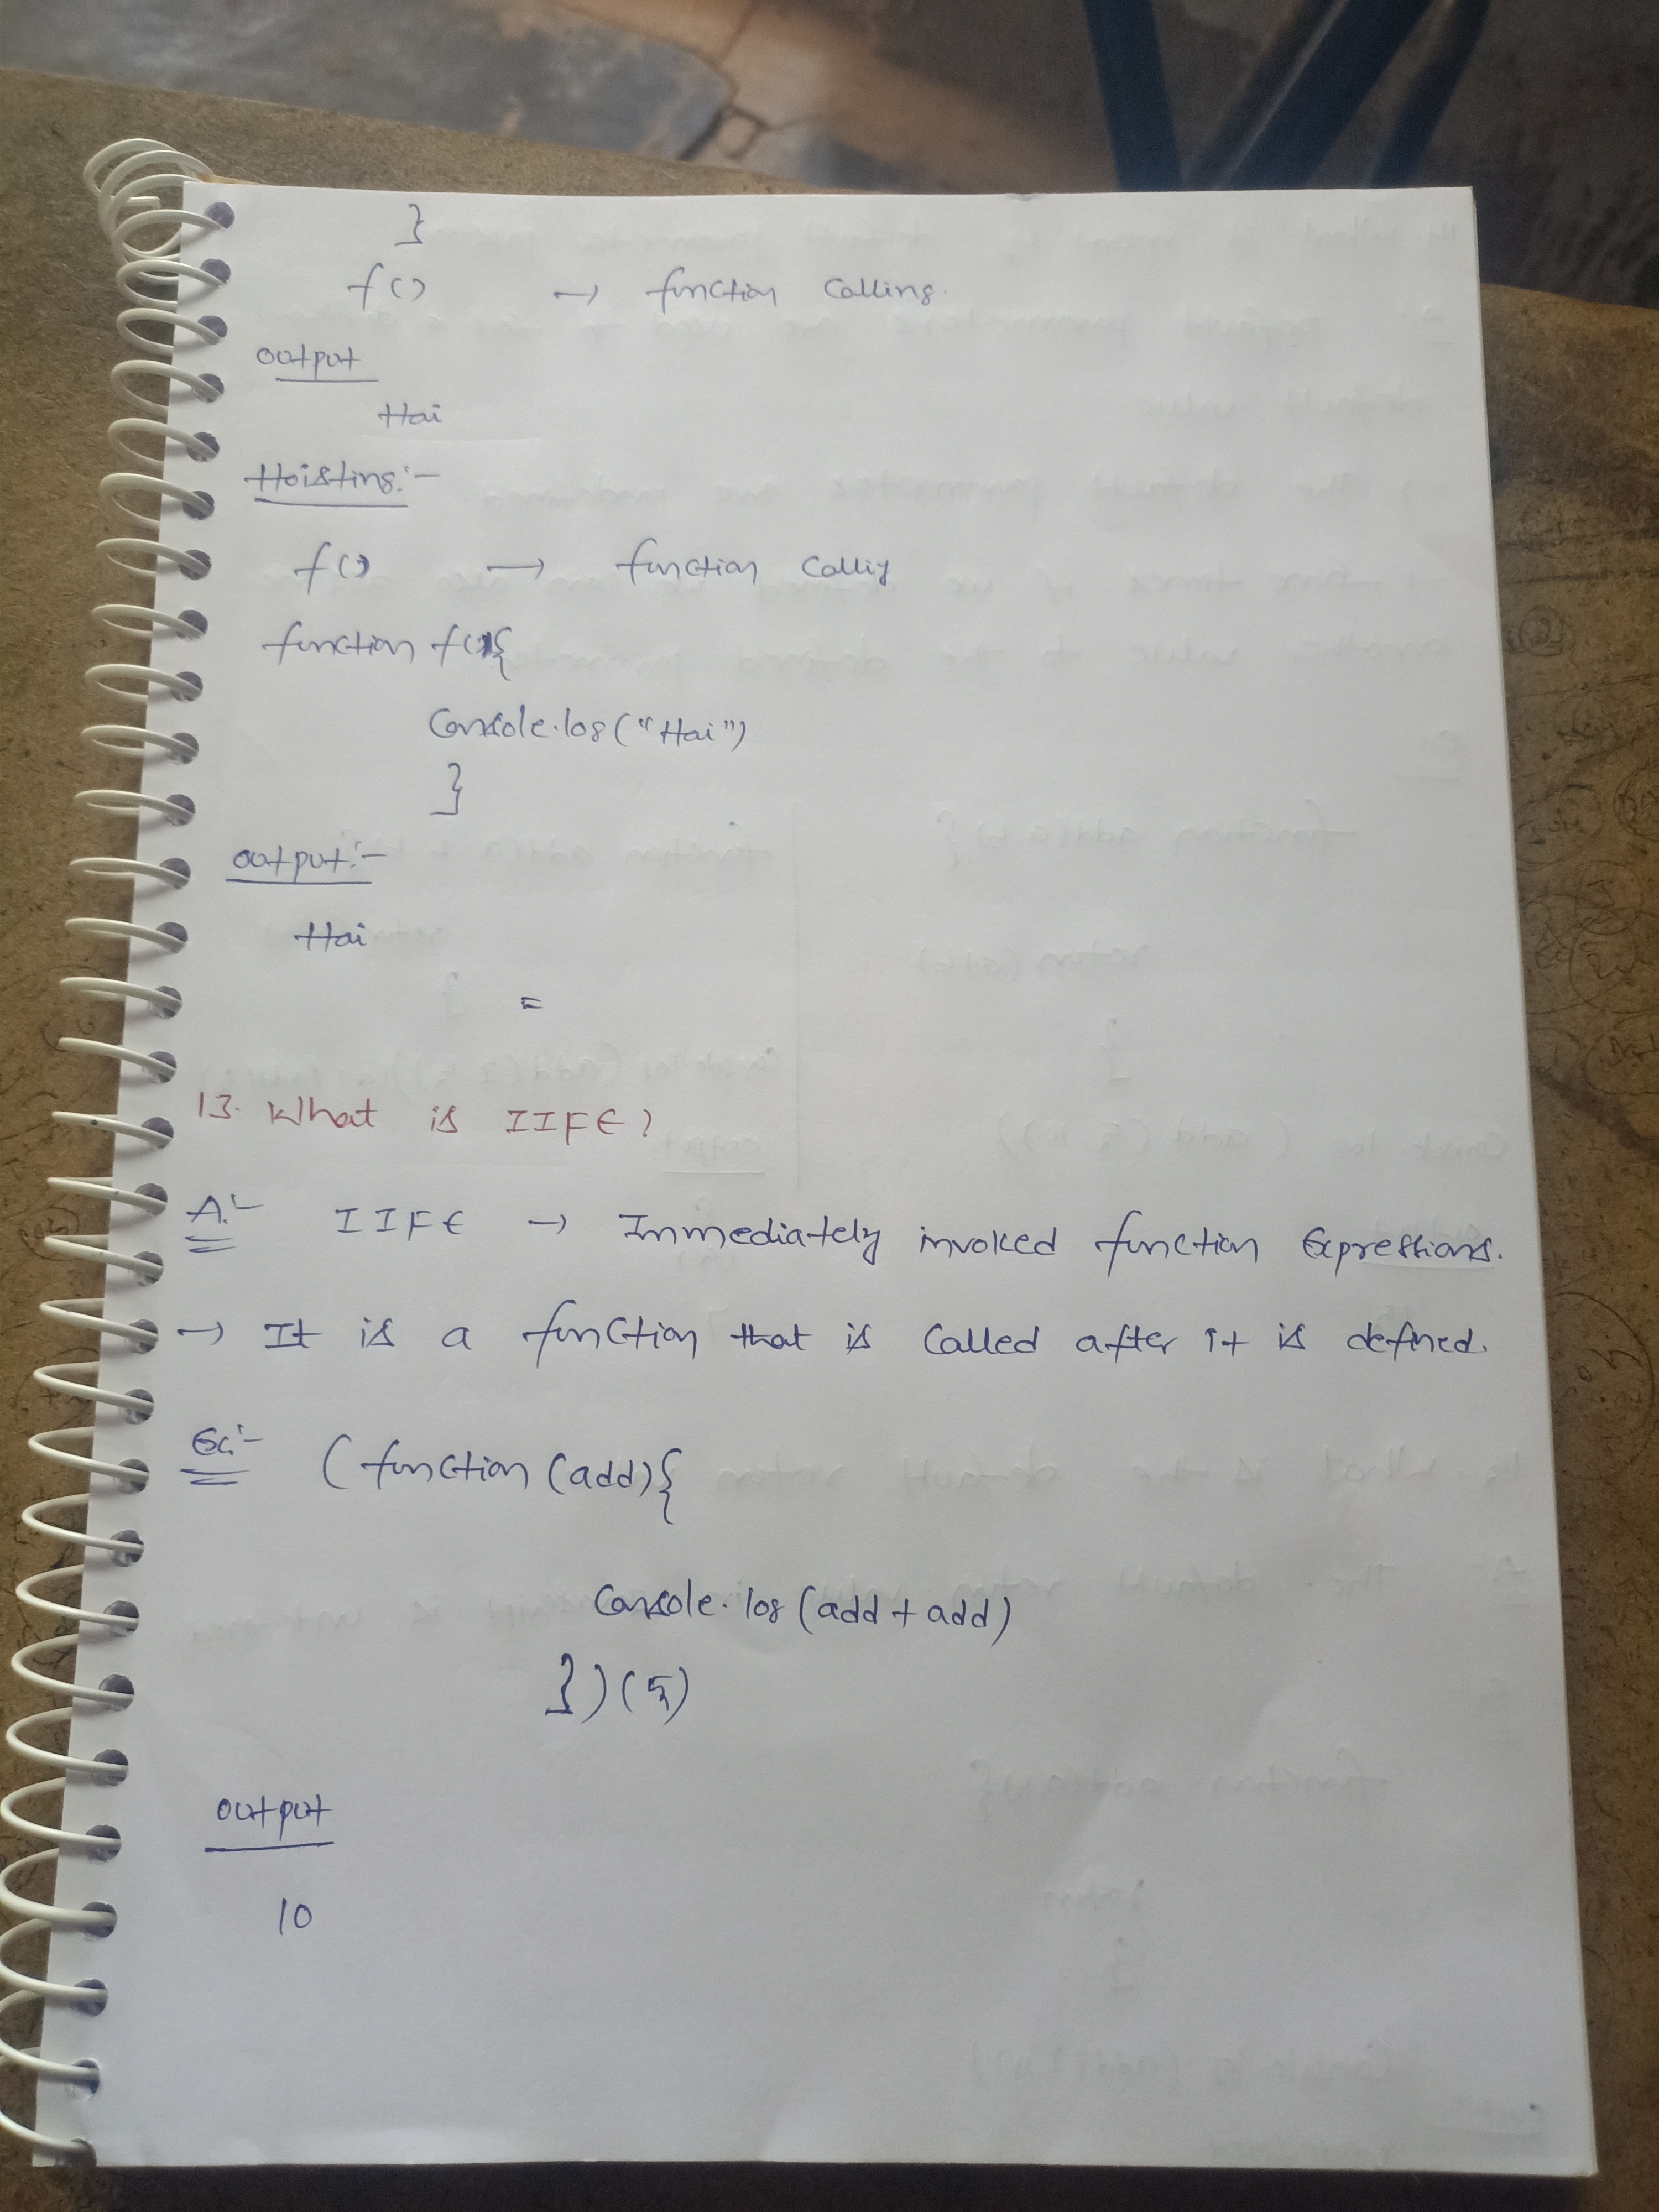 }
f() → function calling.
output
Hai
Hoisting:-
f() → function callig
function f(){
Console.log("Hai")
}
output:-
Hai
=
13. What is IIFE?
A:- IIFE → Immediately invoked function Expressions.
→ It is a function that is called after it is defined.
Ex:- (function (add){
Console.log(add+add)
})(5)
output
10